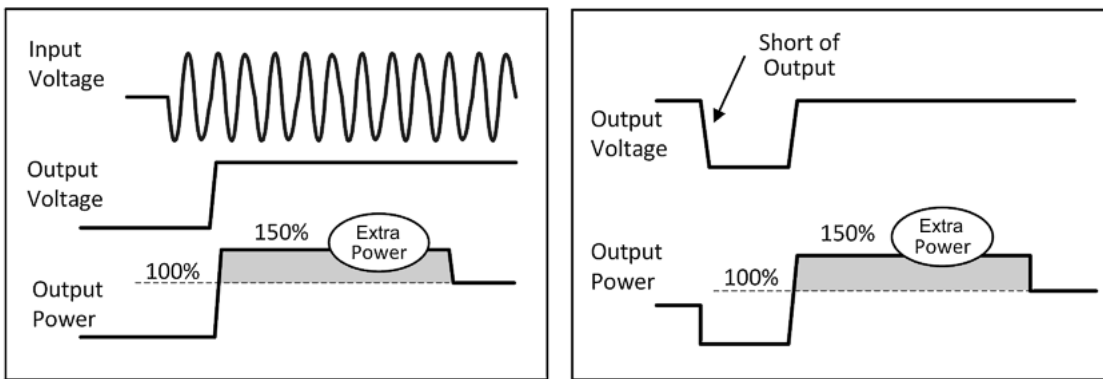 Input
Voltage
Output
Voltage
150%
Extra
Power
100%
Output
Power
Short of
Output
Output
Voltage
150%
Extra
Power
Output
Power
100%